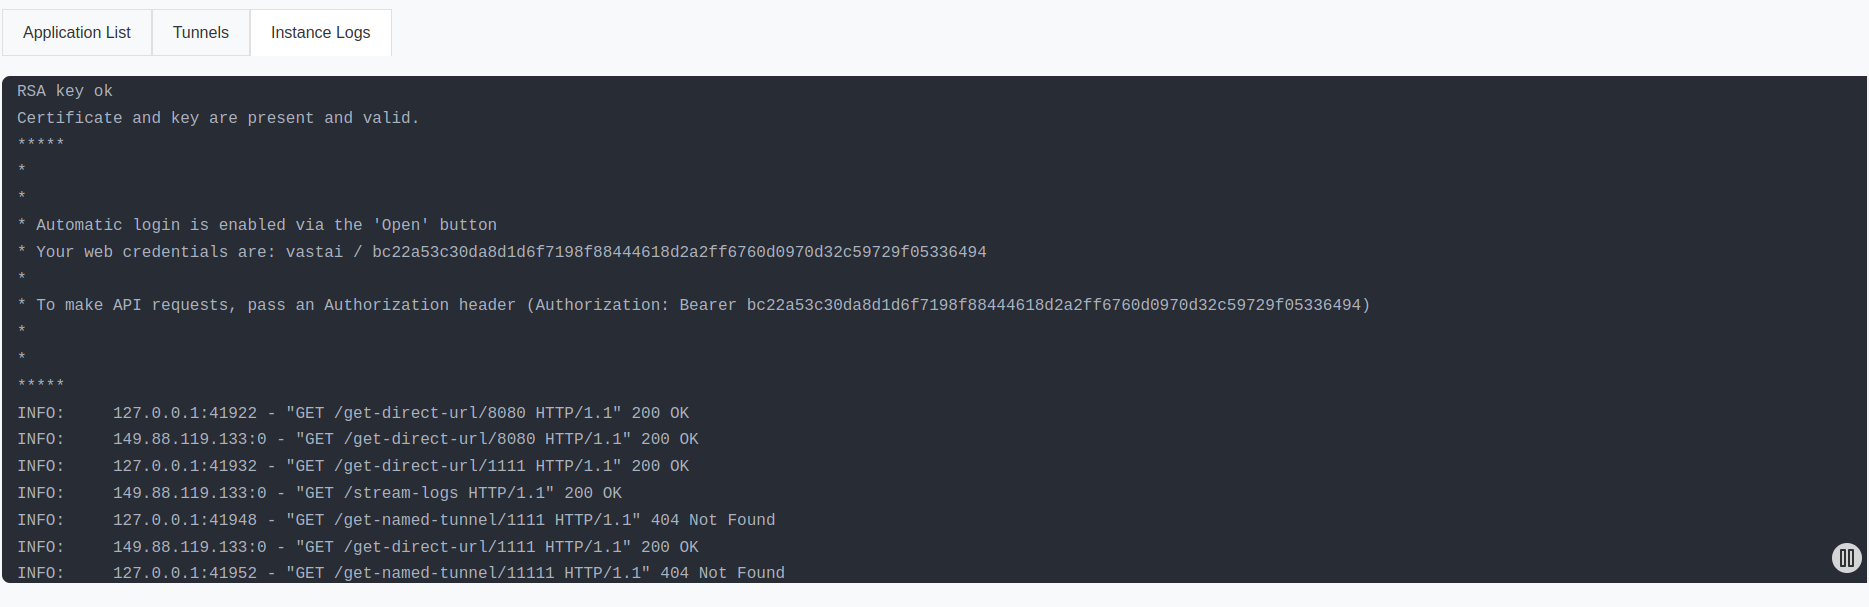 Application List
Tunnels
Instance Logs
RSA key ok
Certificate and key are present and valid.
*****
*
*
* Automatic login is enabled via the 'Open' button
* Your web credentials are: vastai / bc22a53c30da8d1d6f7198f88444618d2a2ff6760d0970d32c59729f05336494
*
* To make API requests, pass an Authorization header (Authorization: Bearer bc22a53c30da8d1d6f7198f88444618d2a2ff6760d0970d32c59729f05336494)
*
*
*****
INFO:     127.0.0.1:41922 - "GET /get-direct-url/8080 HTTP/1.1" 200 OK
INFO:     149.88.119.133:0 - "GET /get-direct-url/8080 HTTP/1.1" 200 OK
INFO:     127.0.0.1:41932 - "GET /get-direct-url/1111 HTTP/1.1" 200 OK
INFO:     149.88.119.133:0 - "GET /stream-logs HTTP/1.1" 200 OK
INFO:     127.0.0.1:41948 - "GET /get-named-tunnel/1111 HTTP/1.1" 404 Not Found
INFO:     149.88.119.133:0 - "GET /get-direct-url/1111 HTTP/1.1" 200 OK
INFO:     127.0.0.1:41952 - "GET /get-named-tunnel/11111 HTTP/1.1" 404 Not Found